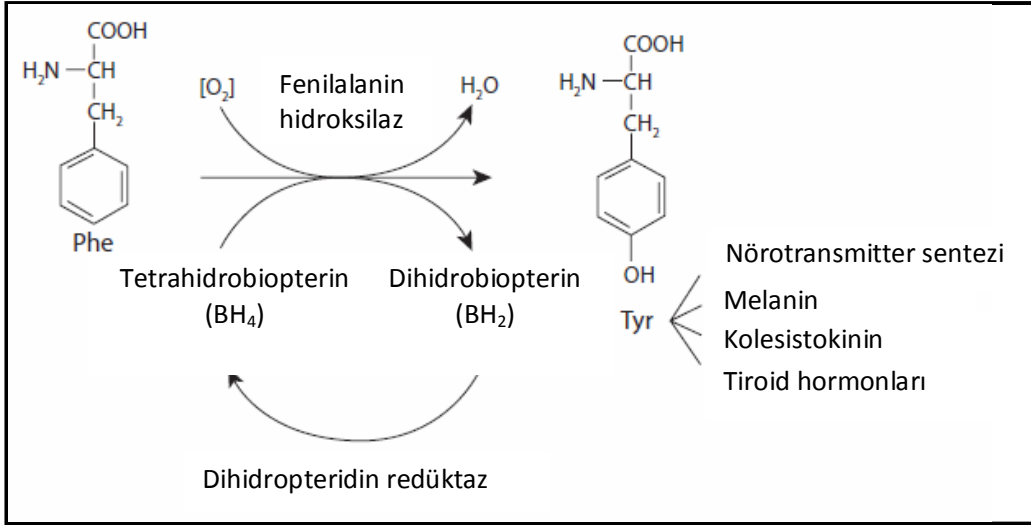 COOH
H₂N—CH
CH₂
Phe
[O₂]
Fenilalanin
hidroksilaz
H₂O
COOH
H₂N—CH
CH₂
OH
Tyr
Tetrahidrobiopterin
(BH₄)
Dihidrobiopterin
(BH₂)
Nörotransmitter sentezi
Melanin
Kolesistokinin
Tiroid hormonları
Dihidropteridin redüktaz